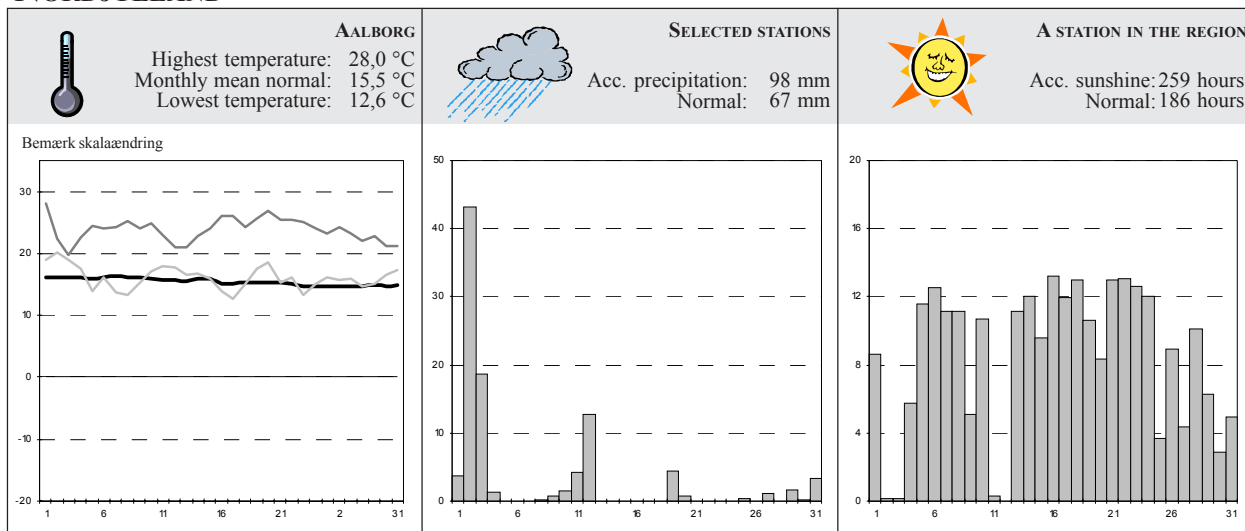 AALBORG
Highest temperature: 28,0 °C
Monthly mean normal: 15,5 °C
Lowest temperature: 12,6 °C
SELECTED STATIONS
Acc. precipitation: 98 mm
Normal: 67 mm
A STATION IN THE REGION
Acc. sunshine: 259 hours
Normal: 186 hours
Bemærk skalaændring
30
20
10
0
-10
-20
1 6 11 16 21 2 31
50
40
30
20
10
0
1 6 11 16 21 26 31
20
16
12
8
4
0
1 6 11 16 21 26 31